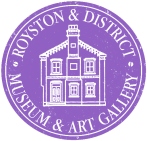 ROYSTON & DISTRICT
MUSEUM & ART GALLERY